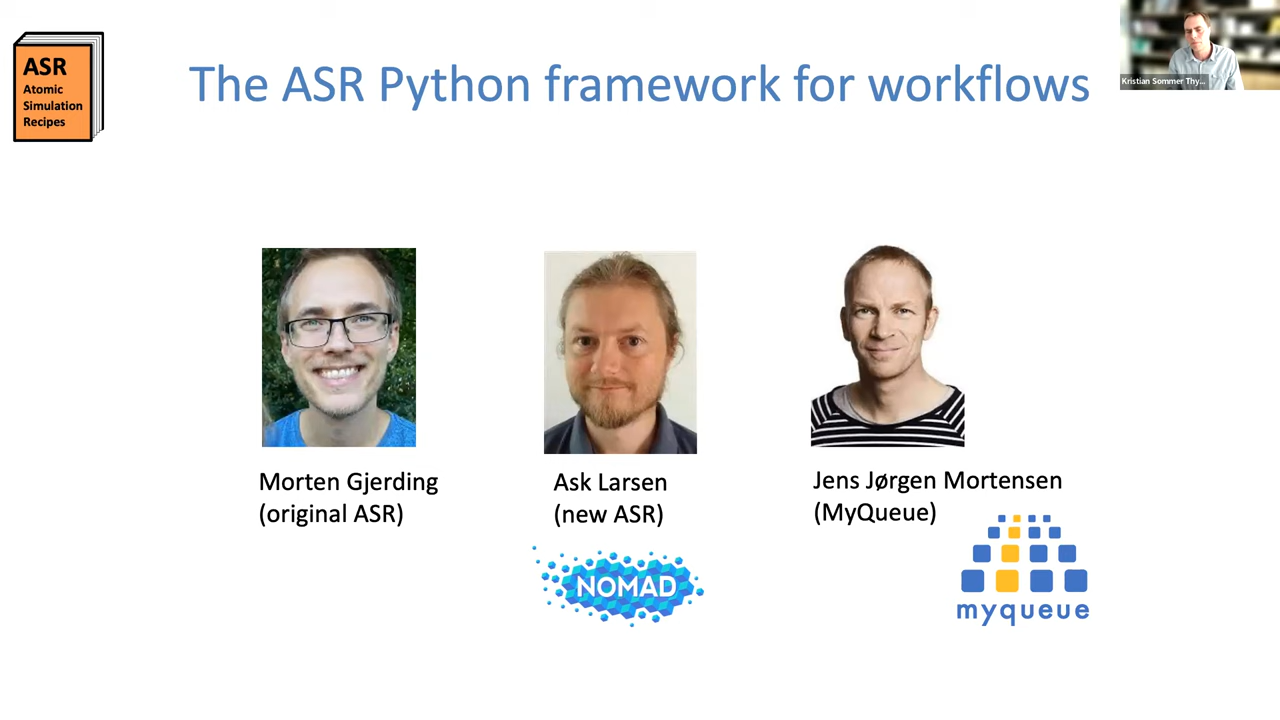 ASR
Atomic
Simulation
Recipes
The ASR Python framework for workflows
Kristian Sommer Thy...
Morten Gjerding
(original ASR)
Ask Larsen
(new ASR)
NOMAD
Jens Jørgen Mortensen
(MyQueue)
myqueue